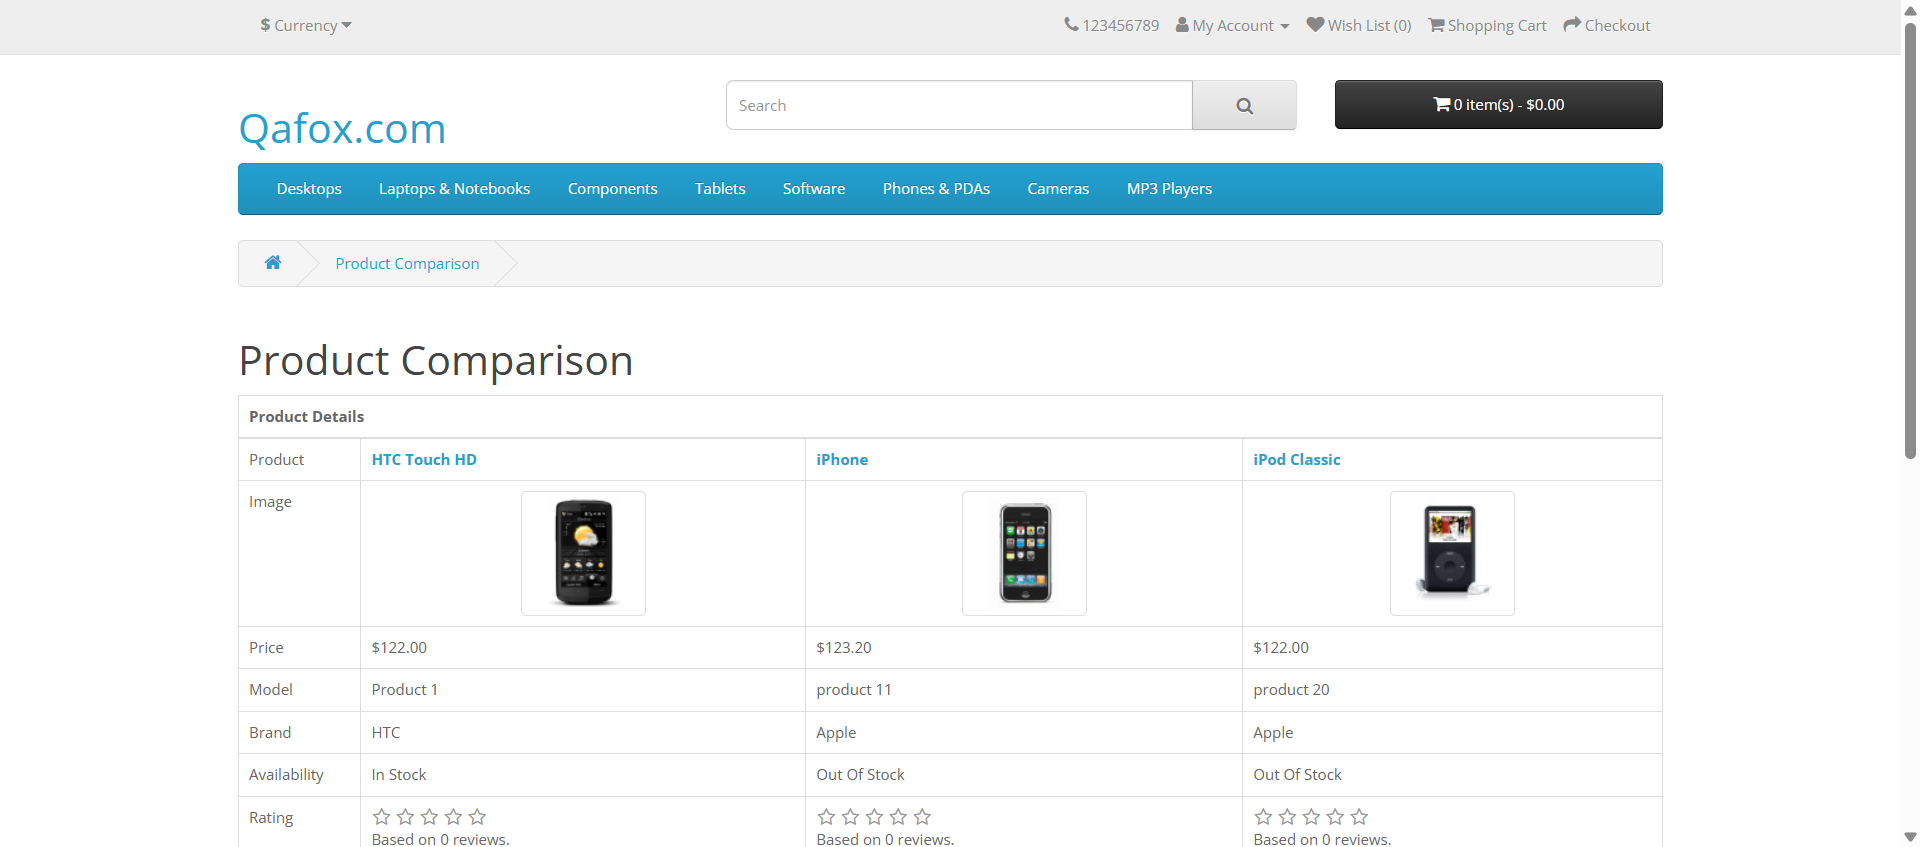 $ Currency
123456789 My Account Wish List (0) Shopping Cart Checkout
Qafox.com
Search
0 item(s) - $0.00
Desktops Laptops & Notebooks Components Tablets Software Phones & PDAs Cameras MP3 Players
Product Comparison
Product Comparison
Product Details
Product HTC Touch HD iPhone iPod Classic
Image
Price $122.00 $123.20 $122.00
Model Product 1 product 11 product 20
Brand HTC Apple Apple
Availability In Stock Out Of Stock Out Of Stock
Rating
Based on 0 reviews. Based on 0 reviews. Based on 0 reviews.